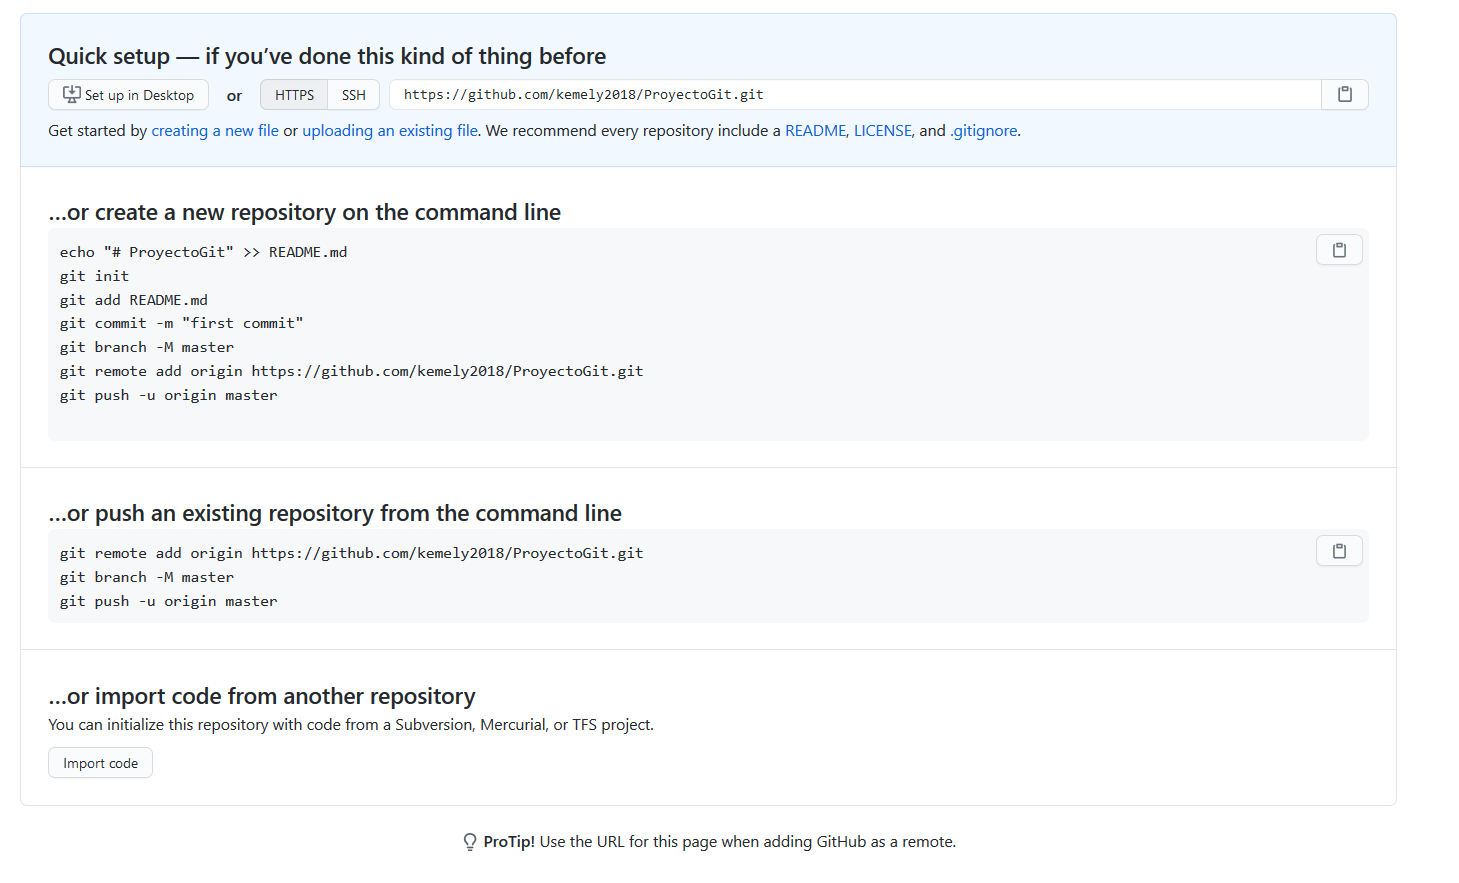 Quick setup — if you’ve done this kind of thing before
Set up in Desktop or HTTPS SSH https://github.com/kemely2018/ProyectoGit.git
Get started by creating a new file or uploading an existing file. We recommend every repository include a README, LICENSE, and .gitignore.
…or create a new repository on the command line
echo "# ProyectoGit" >> README.md
git init
git add README.md
git commit -m "first commit"
git branch -M master
git remote add origin https://github.com/kemely2018/ProyectoGit.git
git push -u origin master
…or push an existing repository from the command line
git remote add origin https://github.com/kemely2018/ProyectoGit.git
git branch -M master
git push -u origin master
…or import code from another repository
You can initialize this repository with code from a Subversion, Mercurial, or TFS project.
Import code
ProTip! Use the URL for this page when adding GitHub as a remote.